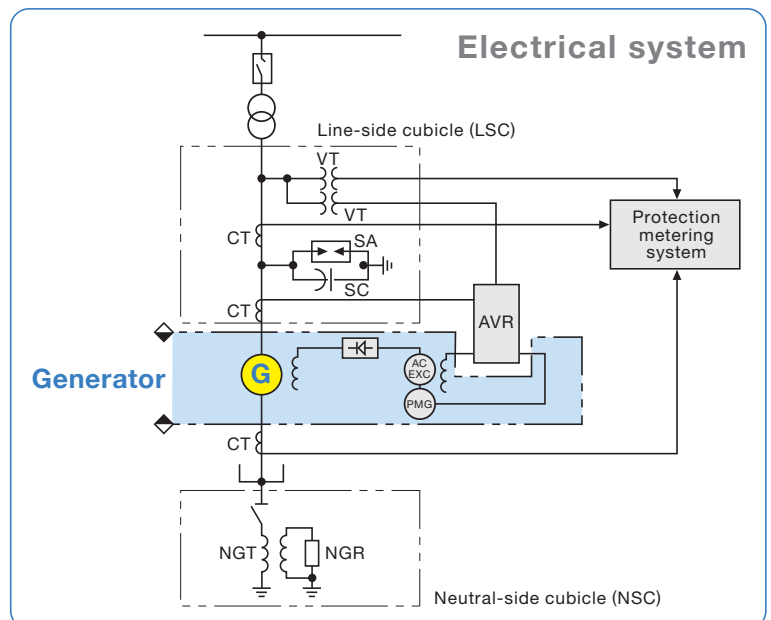 Electrical system
Line-side cubicle (LSC)
VT
VT
CT
SA
SC
CT
Protection
metering
system
AVR
Generator
G
AC
EXC
PMG
CT
NGT
NGR
Neutral-side cubicle (NSC)